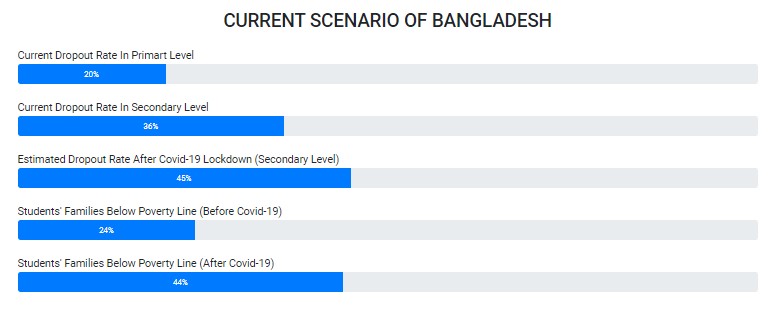 CURRENT SCENARIO OF BANGLADESH
Current Dropout Rate In Primart Level
20%
Current Dropout Rate In Secondary Level
36%
Estimated Dropout Rate After Covid-19 Lockdown (Secondary Level)
45%
Students' Families Below Poverty Line (Before Covid-19)
24%
Students' Families Below Poverty Line (After Covid-19)
44%